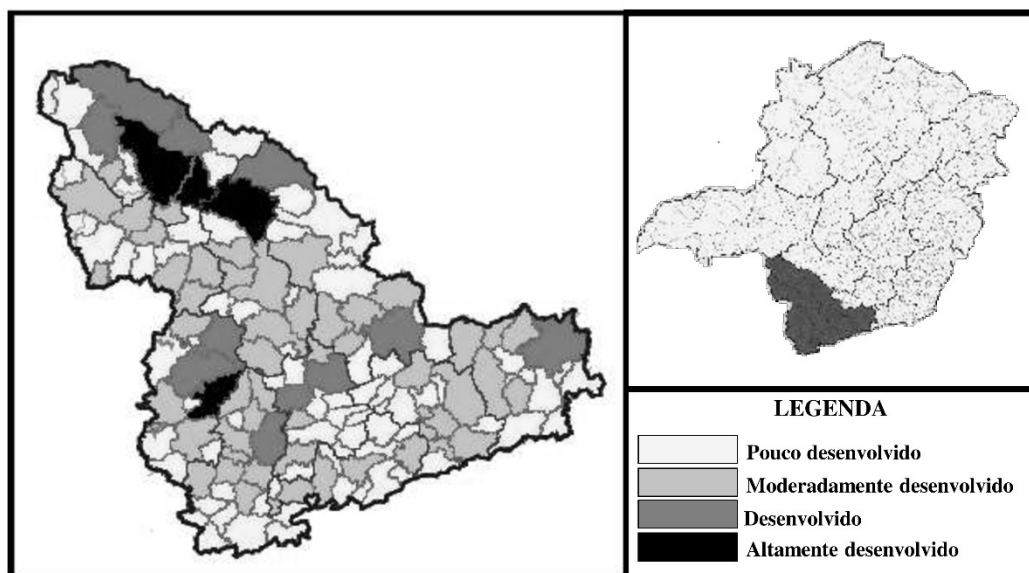 LEGENDA
Pouco desenvolvido
Moderadamente desenvolvido
Desenvolvido
Altamente desenvolvido